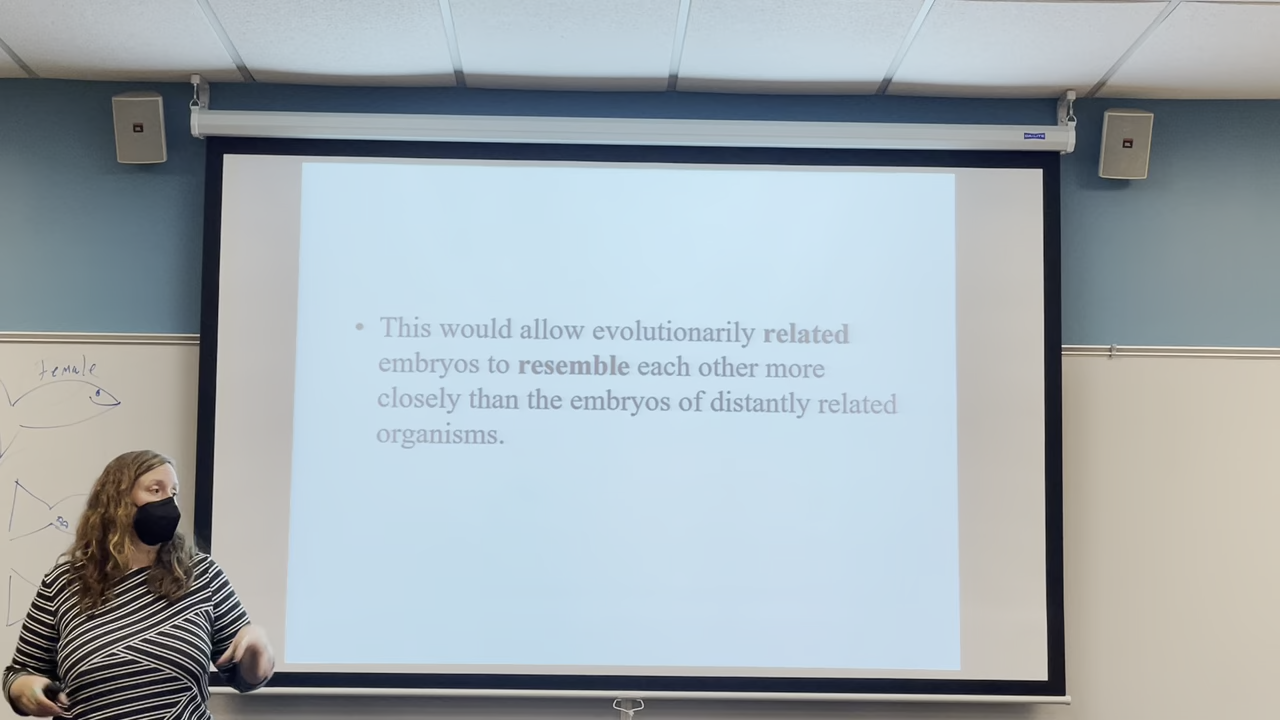 female
• This would allow evolutionarily related
embryos to resemble each other more
closely than the embryos of distantly related
organisms.